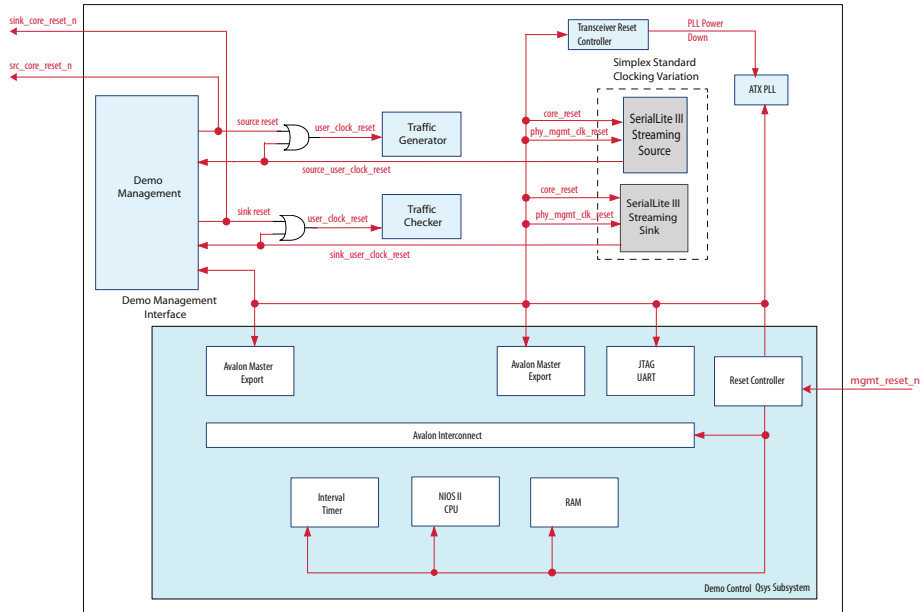 sink_core_reset_n
src_core_reset_n
Transceiver Reset
Controller
PLL Power
Down
ATX PLL
Simplex Standard
Clocking Variation
core_reset
phy_mgmt_clk_reset
SerialLite III
Streaming
Source
core_reset
phy_mgmt_clk_reset
SerialLite III
Streaming
Sink
Demo
Management
source reset
user_clock_reset
Traffic
Generator
source_user_clock_reset
sink reset
user_clock_reset
Traffic
Checker
sink_user_clock_reset
Demo Management
Interface
Avalon Master
Export
Avalon Master
Export
JTAG
UART
Reset Controller
mgmt_reset_n
Avalon Interconnect
Interval
Timer
NIOS II
CPU
RAM
Demo Control Qsys Subsystem